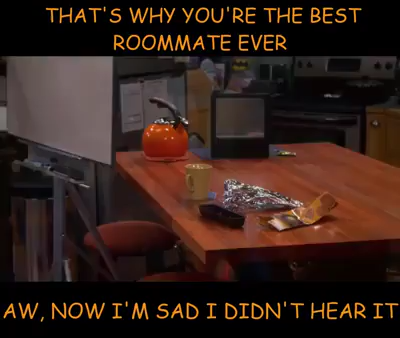 THAT'S WHY YOU'RE THE BEST
ROOMMATE EVER
AW, NOW I'M SAD I DIDN'T HEAR IT